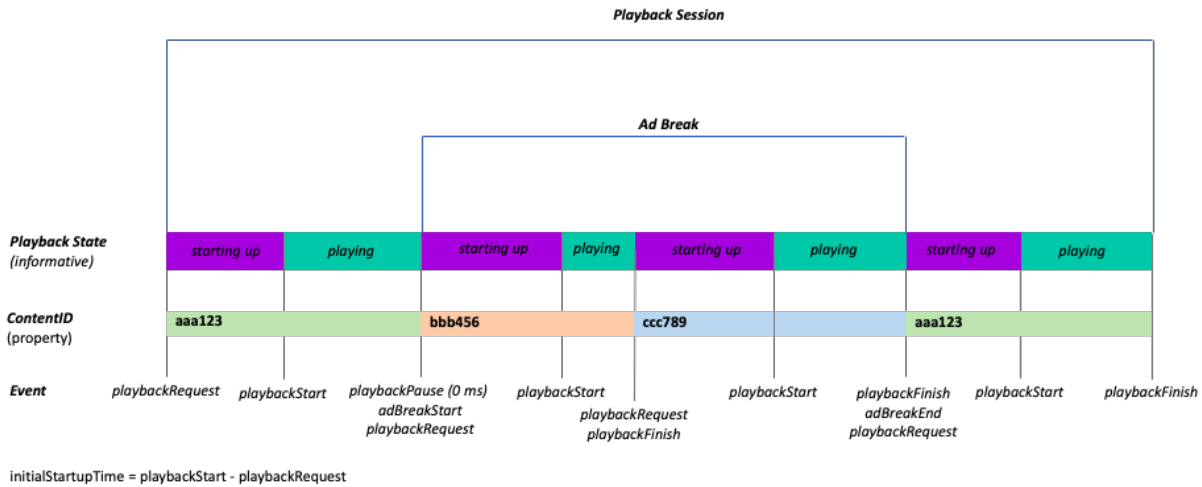 Playback Session
Ad Break
Playback State
(informative)
starting up playing starting up playing starting up playing starting up playing
ContentID
(property)
aaa123 bbb456 ccc789 aaa123
Event
playbackRequest playbackStart playbackPause (0 ms) playbackStart playbackFinish playbackStart playbackFinish
adBreakStart playbackRequest adBreakEnd
playbackRequest playbackFinish playbackRequest
initialStartupTime = playbackStart - playbackRequest